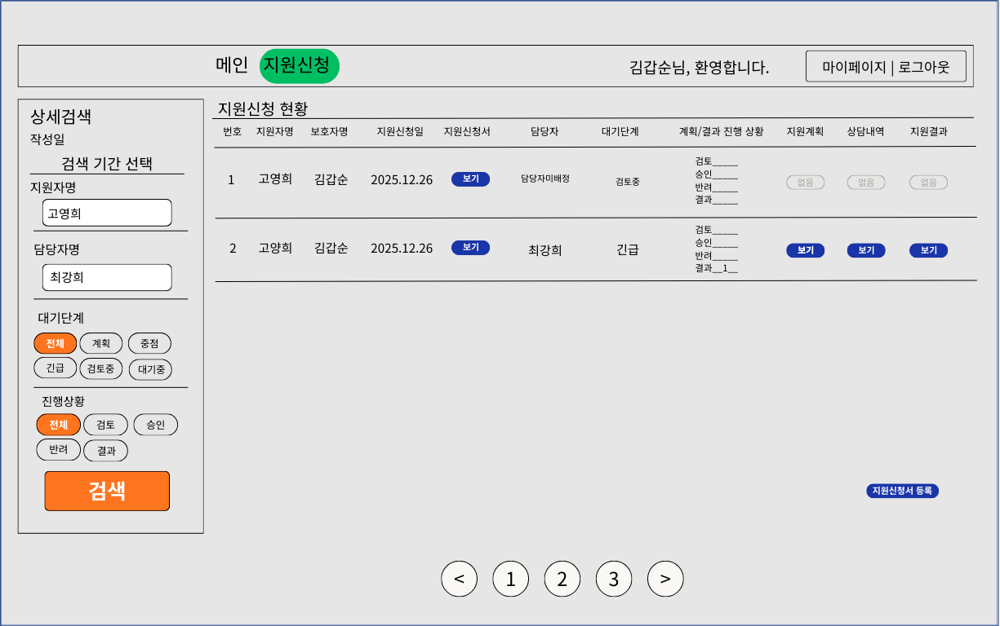 메인 지원신청 김갑순님, 환영합니다. 마이페이지 | 로그아웃
상세검색
작성일
검색 기간 선택
지원자명
고영희
담당자명
최강희
대기단계
전체 계획 중점
긴급 검토중 대기중
진행상황
전체 검토 승인
반려 결과
검색
지원신청 현황
번호 지원자명 보호자명 지원신청일 지원신청서 담당자 대기단계 계획/결과 진행 상황 지원계획 상담내역 지원결과
1 고영희 김갑순 2025.12.26 보기 담당자미배정 검토중
검토_____
승인_____
반려_____
결과_____
없음 없음 없음
2 고양희 김갑순 2025.12.26 보기 최강희 긴급
검토_____
승인_____
반려_____
결과__1__
보기 보기 보기
지원신청서 등록
< 1 2 3 >